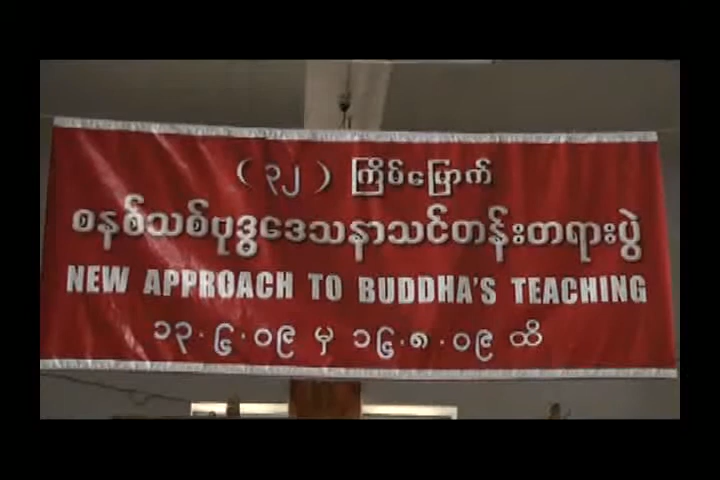 ( ၃၂ ) ကြိမ်မြောက်
စနစ်သစ်ဗုဒ္ဓဒေသနာသင်တန်းတရားပွဲ
NEW APPROACH TO BUDDHA'S TEACHING
၁၃.၆.၀၉ မှ ၁၆.၈.၀၉ ထိ